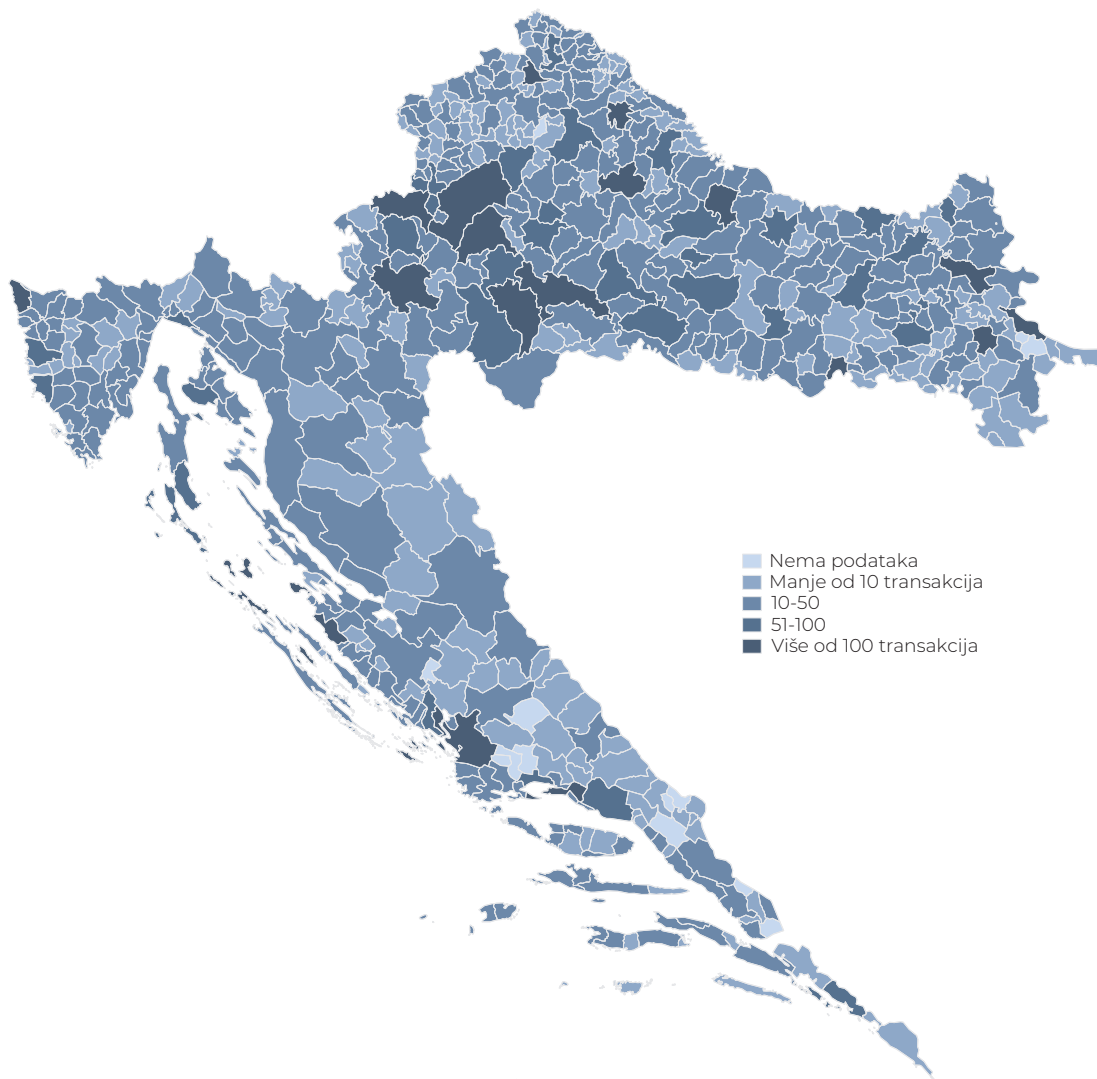 Nema podataka
Manje od 10 transakcija
10-50
51-100
Više od 100 transakcija